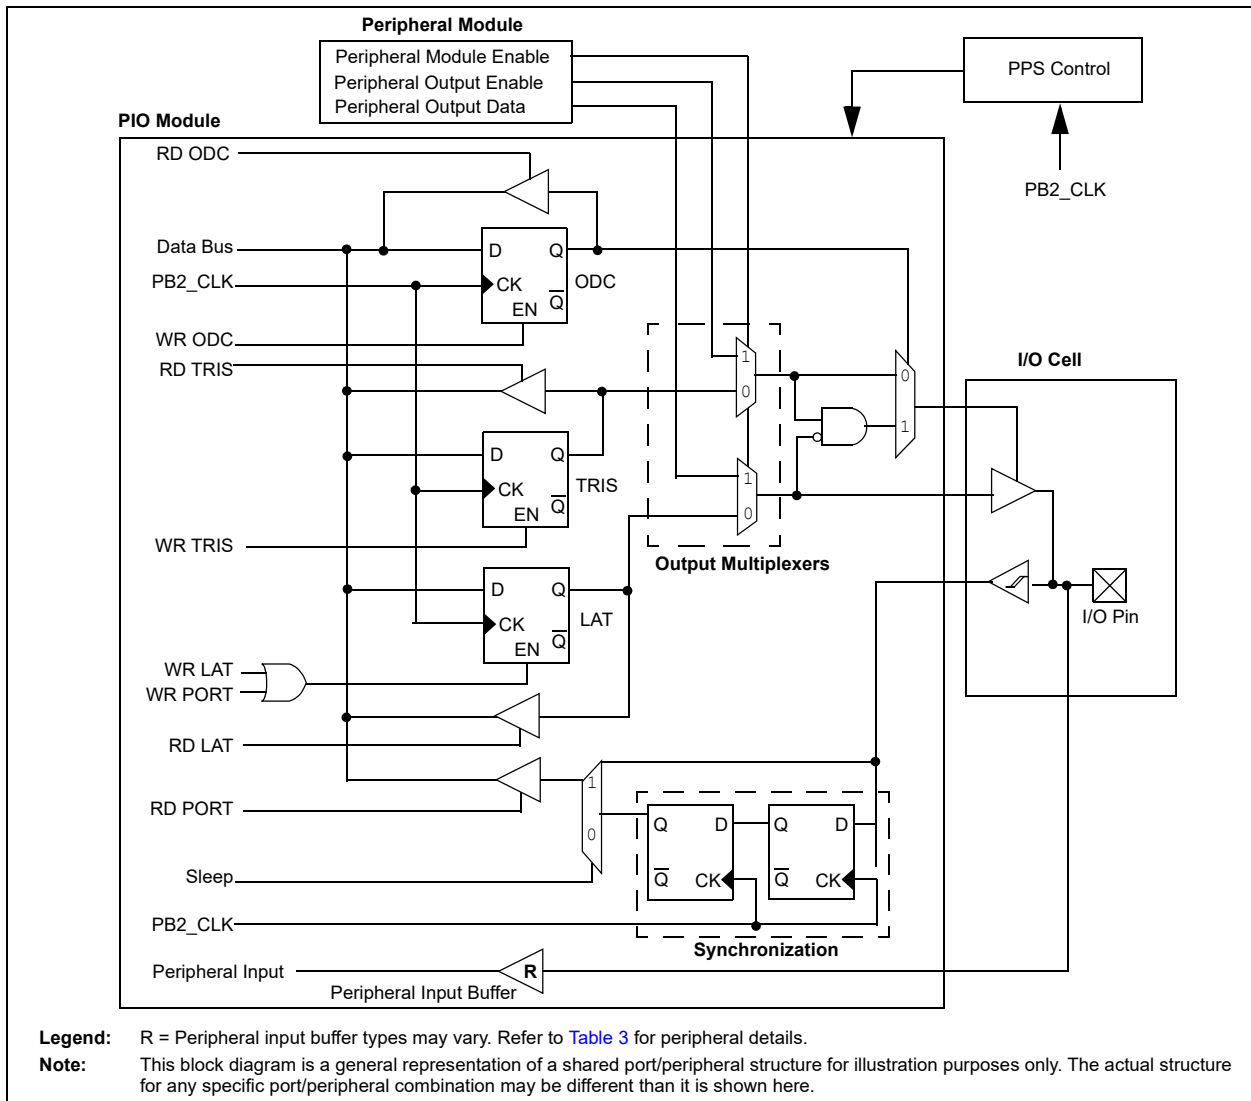 Peripheral Module
Peripheral Module Enable
Peripheral Output Enable
Peripheral Output Data
PPS Control
PB2_CLK
PIO Module
RD ODC
Data Bus
D Q
PB2_CLK
CK
ODC
Q̅
EN
WR ODC
RD TRIS
1
0
I/O Cell
0
1
D Q
CK
TRIS
Q̅
EN
1
0
WR TRIS
Output Multiplexers
D Q
CK
LAT
Q̅
EN
I/O Pin
WR LAT
WR PORT
RD LAT
1
RD PORT
0
Q D Q D
Q̅ CK Q̅ CK
Sleep
PB2_CLK
Synchronization
Peripheral Input
R
Peripheral Input Buffer
Legend: R = Peripheral input buffer types may vary. Refer to Table 3 for peripheral details.
Note: This block diagram is a general representation of a shared port/peripheral structure for illustration purposes only. The actual structure
for any specific port/peripheral combination may be different than it is shown here.